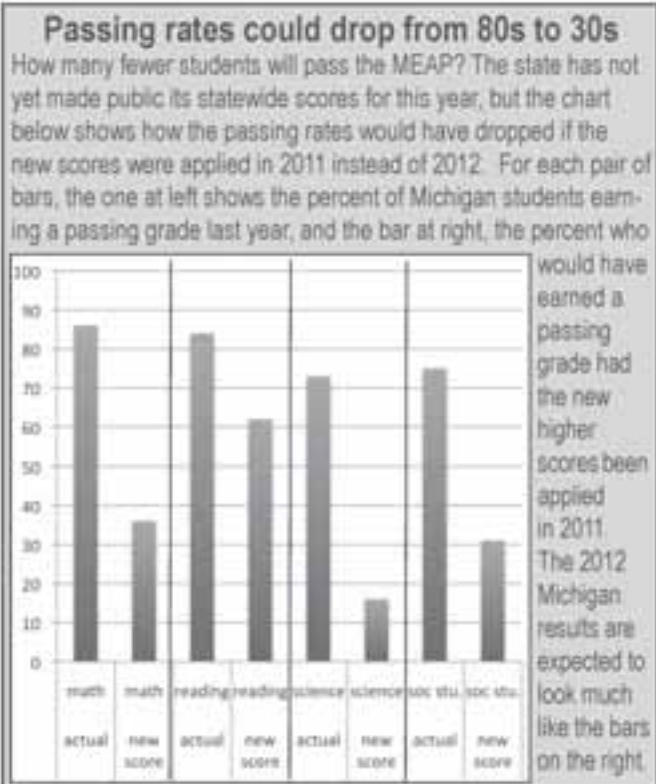 Passing rates could drop from 80s to 30s
How many fewer students will pass the MEAP? The state has not
yet made public its statewide scores for this year, but the chart
below shows how the passing rates would have dropped if the
new scores were applied in 2011 instead of 2012. For each pair of
bars, the one at left shows the percent of Michigan students earn-
ing a passing grade last year, and the bar at right, the percent who
would have
earned a
passing
grade had
the new
higher
scores been
applied
in 2011.
The 2012
Michigan
results are
expected to
look much
like the bars
on the right.
100
90
80
70
60
50
40
30
20
10
0
math math reading reading science science soc stu. soc stu.
actual new actual new actual new actual new
score score score score